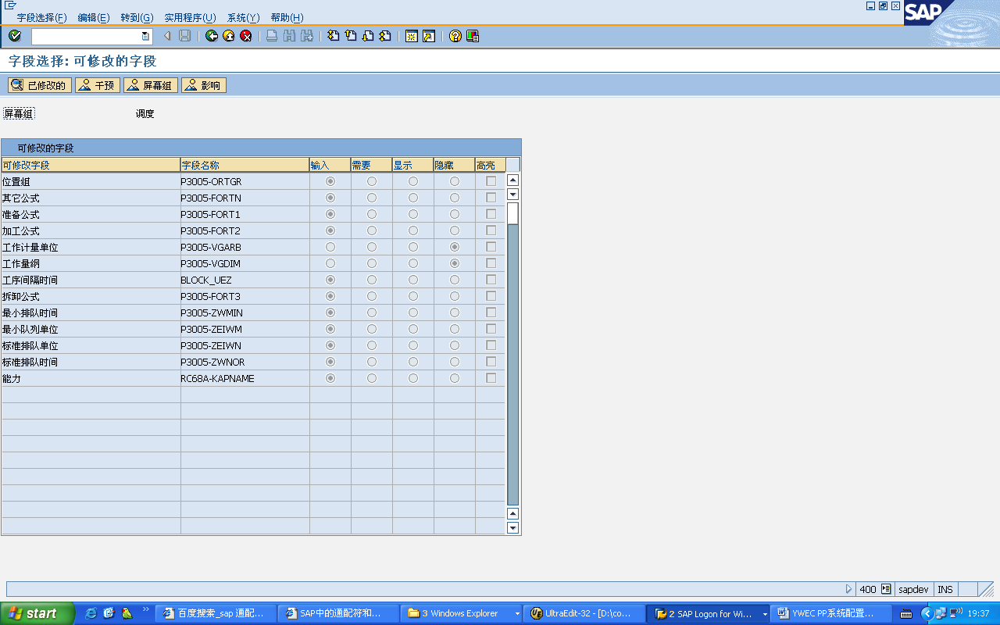 字段选择(F) 编辑(E) 转到(G) 实用程序(U) 系统(Y) 帮助(H)
SAP
字段选择: 可修改的字段
已修改的 干预 屏幕组 影响
屏幕组 调度
可修改的字段
可修改字段 字段名称 输入 需要 显示 隐藏 高亮
位置组 P3005-ORTGR
其它公式 P3005-FORTN
准备公式 P3005-FORT1
加工公式 P3005-FORT2
工作计量单位 P3005-VGARB
工作量纲 P3005-VGDIM
工序间隔时间 BLOCK_UEZ
拆卸公式 P3005-FORT3
最小排队时间 P3005-ZWMIN
最小队列单位 P3005-ZEIWM
标准排队单位 P3005-ZEIWN
标准排队时间 P3005-ZWNOR
能力 RC68A-KAPNAME
400 sapdev INS
start 百度搜索_sap 通配... SAP中的通配符和... 3 Windows Explorer UltraEdit-32 - [D:\co... 2 SAP Logon for Wi... YWEC PP系统配置... 19:37